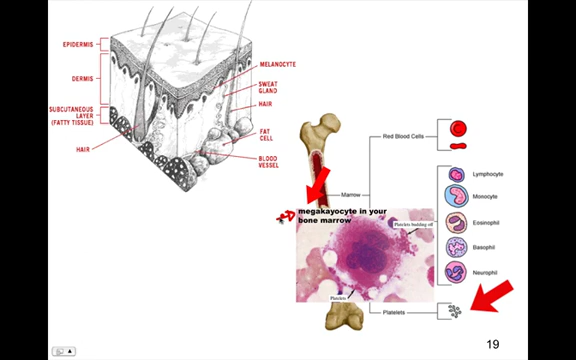 EPIDERMIS
DERMIS
SUBCUTANEOUS
LAYER
(FATTY TISSUE)
HAIR
MELANOCYTE
SWEAT
GLAND
HAIR
FAT
CELL
BLOOD
VESSEL
Red Blood Cells
Marrow
Lymphocyte
Monocyte
Eosinophil
Basophil
Neurophil
megakayocyte in your
bone marrow
Platelets budding off
Platelets
Platelets
19